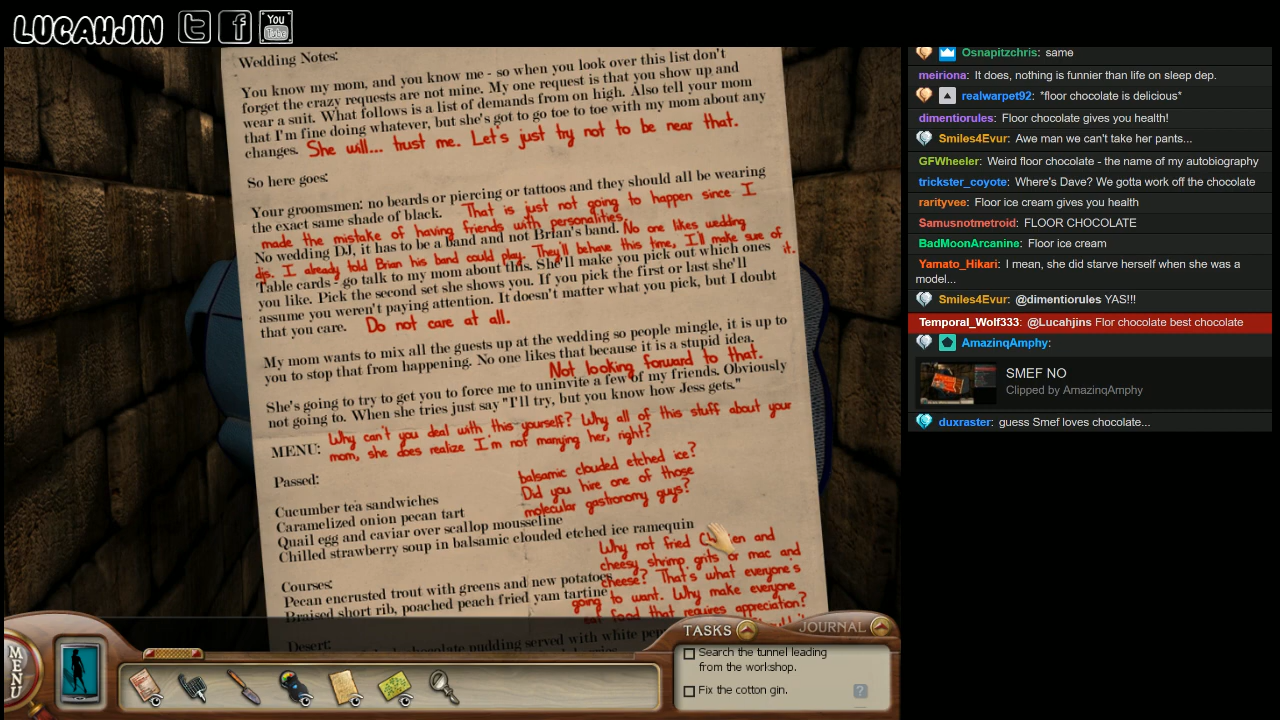 LUCAHJIN
You
Tube
Wedding Notes:
You know my mom, and you know me - so when you look over this list don't
forget the crazy requests are not mine. My one request is that you show up and
wear a suit. What follows is a list of demands from on high. Also tell your mom
that I'm fine doing whatever, but she's got to go toe to toe with my mom about any
changes. She will... trust me. Let's just try not to be near that.
So here goes:
Your groomsmen: no beards or piercing or tattoos and they should all be wearing
the exact same shade of black. That is just not going to happen since I
made the mistake of having friends with personalities.
No wedding DJ, it has to be a band and not Brian's band. No one likes wedding
djs. I already told Brian his band could play. They'll behave this time, I'll make sure of
it.
Table cards - go talk to my mom about this. She'll make you pick out which ones
you like. Pick the second set she shows you. If you pick the first or last she'll
assume you weren't paying attention. It doesn't matter what you pick, but I doubt
that you care. Do not care at all.
My mom wants to mix all the guests up at the wedding so people mingle, it is up to
you to stop that from happening. No one likes that because it is a stupid idea.
Not looking forward to that.
She's going to try to get you to force me to uninvite a few of my friends. Obviously
not going to. When she tries just say "I'll try, but you know how Jess gets."
Why can't you deal with this yourself? Why all of this stuff about your
mom, she does realize I'm not marrying her, right?
MENU:
Passed:
balsamic clouded etched ice?
Did you hire one of those
molecular gastronomy guys?
Cucumber tea sandwiches
Caramelized onion pecan tart
Quail egg and caviar over scallop mousseline
Chilled strawberry soup in balsamic clouded etched ice ramequin
Why not fried and
cheesy shrimp grits or mac and
cheese? That's what everyone's
going to want. Why make everyone
eat food that requires appreciation?
Courses:
Pecan encrusted trout with greens and new potatoes
Braised short rib, poached peach fried yam tartine
Desert:
chocolate pudding served with white
MENU
TASKS
JOURNAL
Search the tunnel leading
from the workshop.
Fix the cotton gin.
?
Osnapitzchris: same
meiriona: It does, nothing is funnier than life on sleep dep.
realwarpet92: *floor chocolate is delicious*
dimentiorules: Floor chocolate gives you health!
Smiles4Evur: Awe man we can't take her pants...
GFWheeler: Weird floor chocolate - the name of my autobiography
trickster_coyote: Where's Dave? We gotta work off the chocolate
rarityvee: Floor ice cream gives you health
Samusnotmetroid: FLOOR CHOCOLATE
BadMoonArcanine: Floor ice cream
Yamato_Hikari: I mean, she did starve herself when she was a
model...
Smiles4Evur: @dimentiorules YAS!!!
Temporal_Wolf333: @Lucahjins Flor chocolate best chocolate
AmazinqAmphy:
SMEF NO
Clipped by AmazinqAmphy
duxraster: guess Smef loves chocolate...